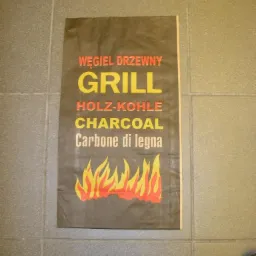 WĘGIEL DRZEWNY
GRILL
HOLZ-KOHLE
CHARCOAL
Carbone di legna